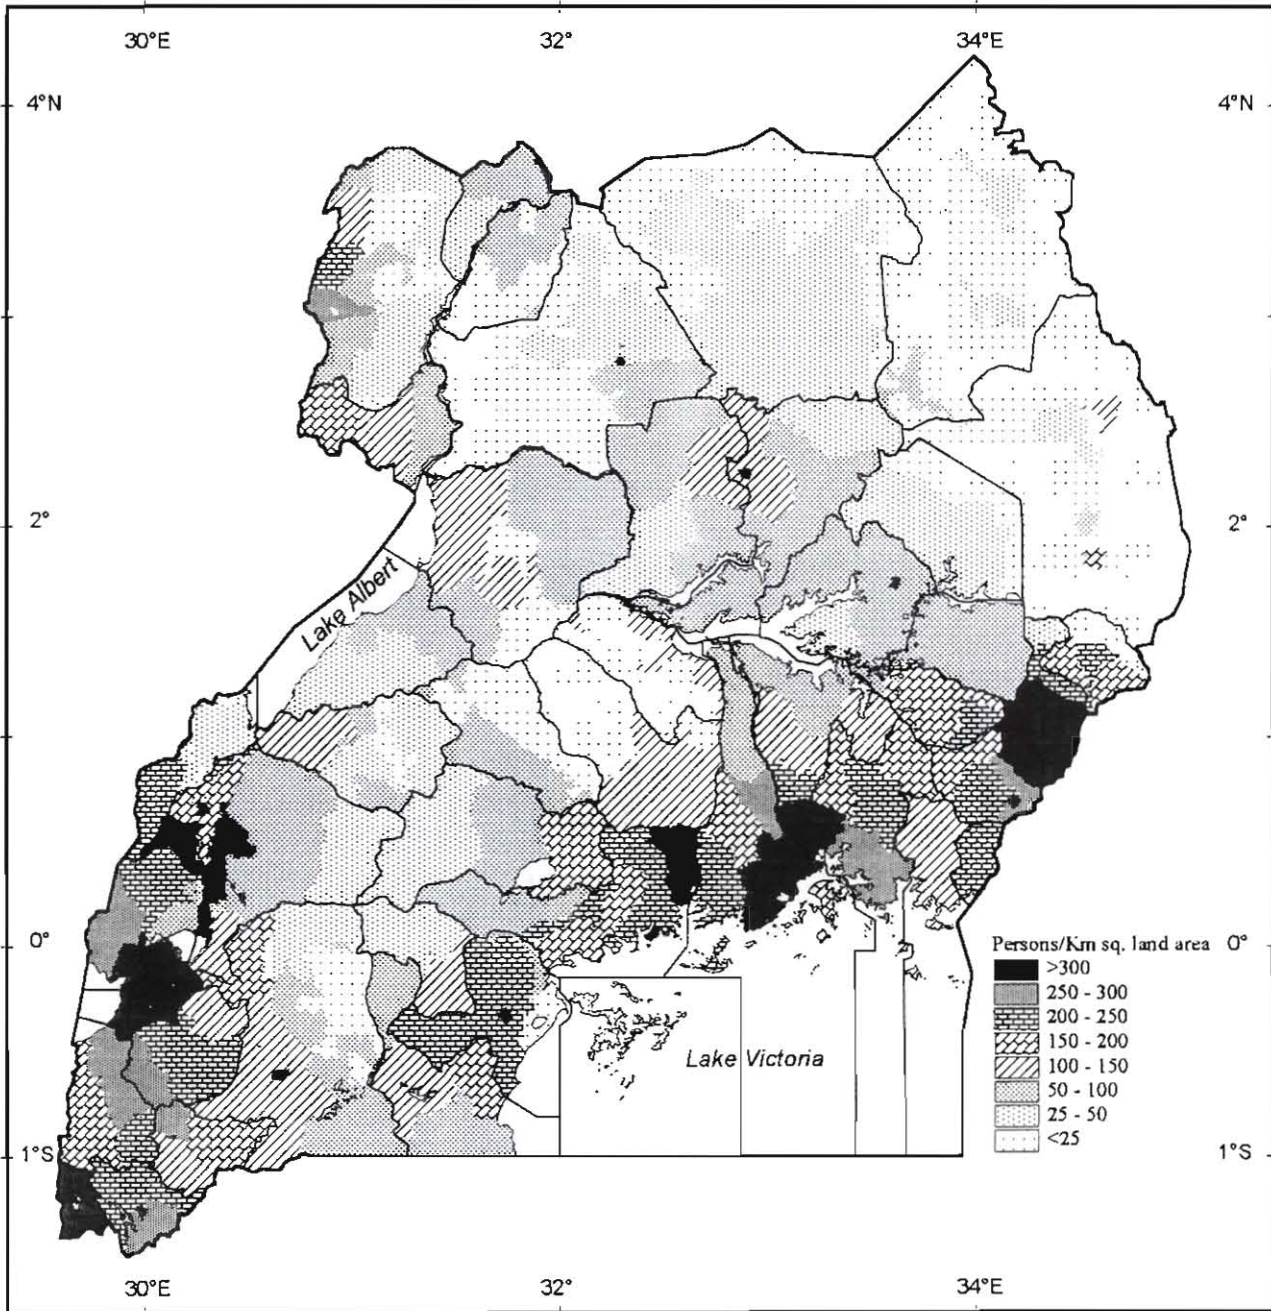 30°E 32° 34°E
4°N 4°N
2° 2°
Lake Albert
0° 0°
Persons/Km sq. land area
>300
250 - 300
200 - 250
150 - 200
100 - 150
50 - 100
25 - 50
<25
Lake Victoria
1°S 1°S
30°E 32° 34°E